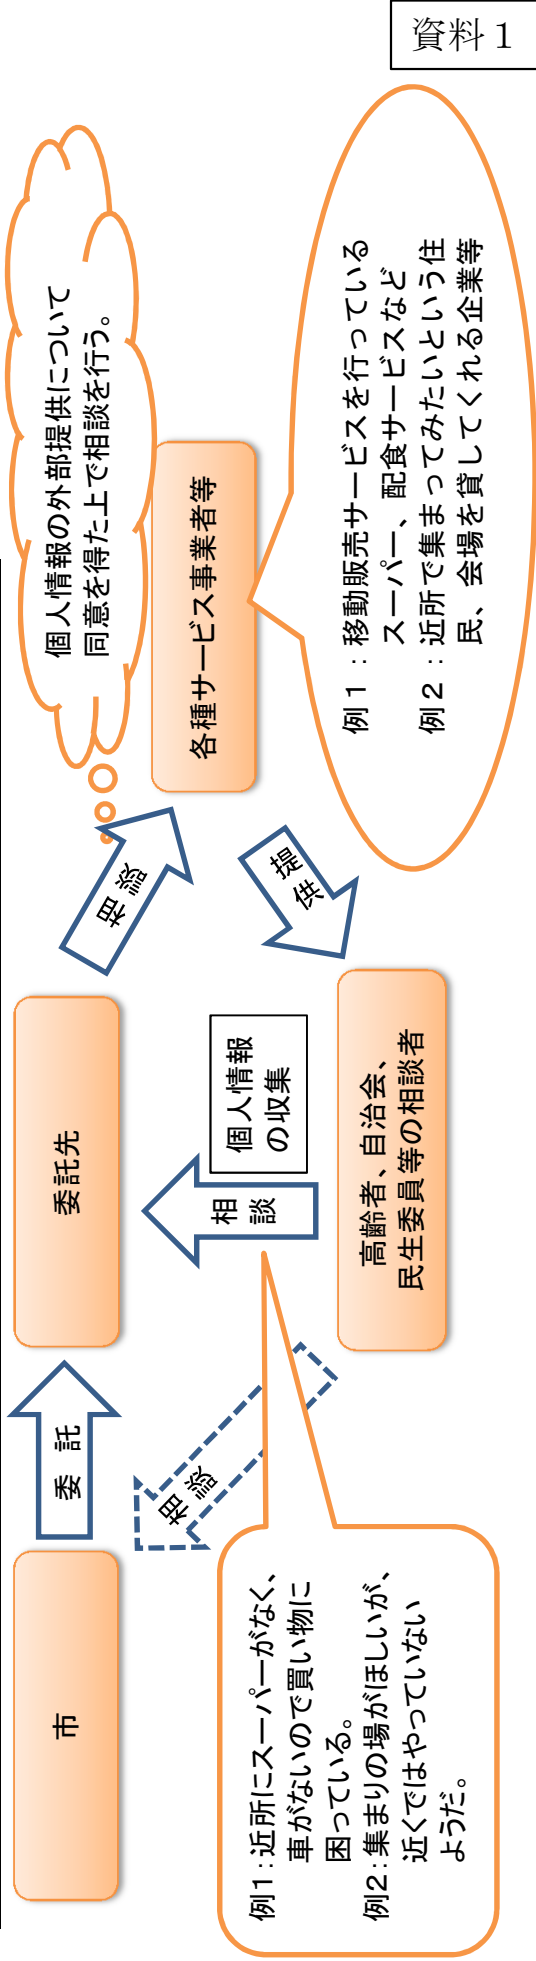 資料１
市
委託
委託先
相談
個人情報の外部提供について
同意を得た上で相談を行う。
各種サービス事業者等
提供
例１：移動販売サービスを行っている
スーパー、配食サービスなど
例２：近所で集まってみたいという住
民、会場を貸してくれる企業等
高齢者、自治会、
民生委員等の相談者
相談
個人情報
の収集
相談
例1：近所にスーパーがなく、
車がないので買い物に
困っている。
例2：集まりの場がほしいが、
近くではやっていない
ようだ。